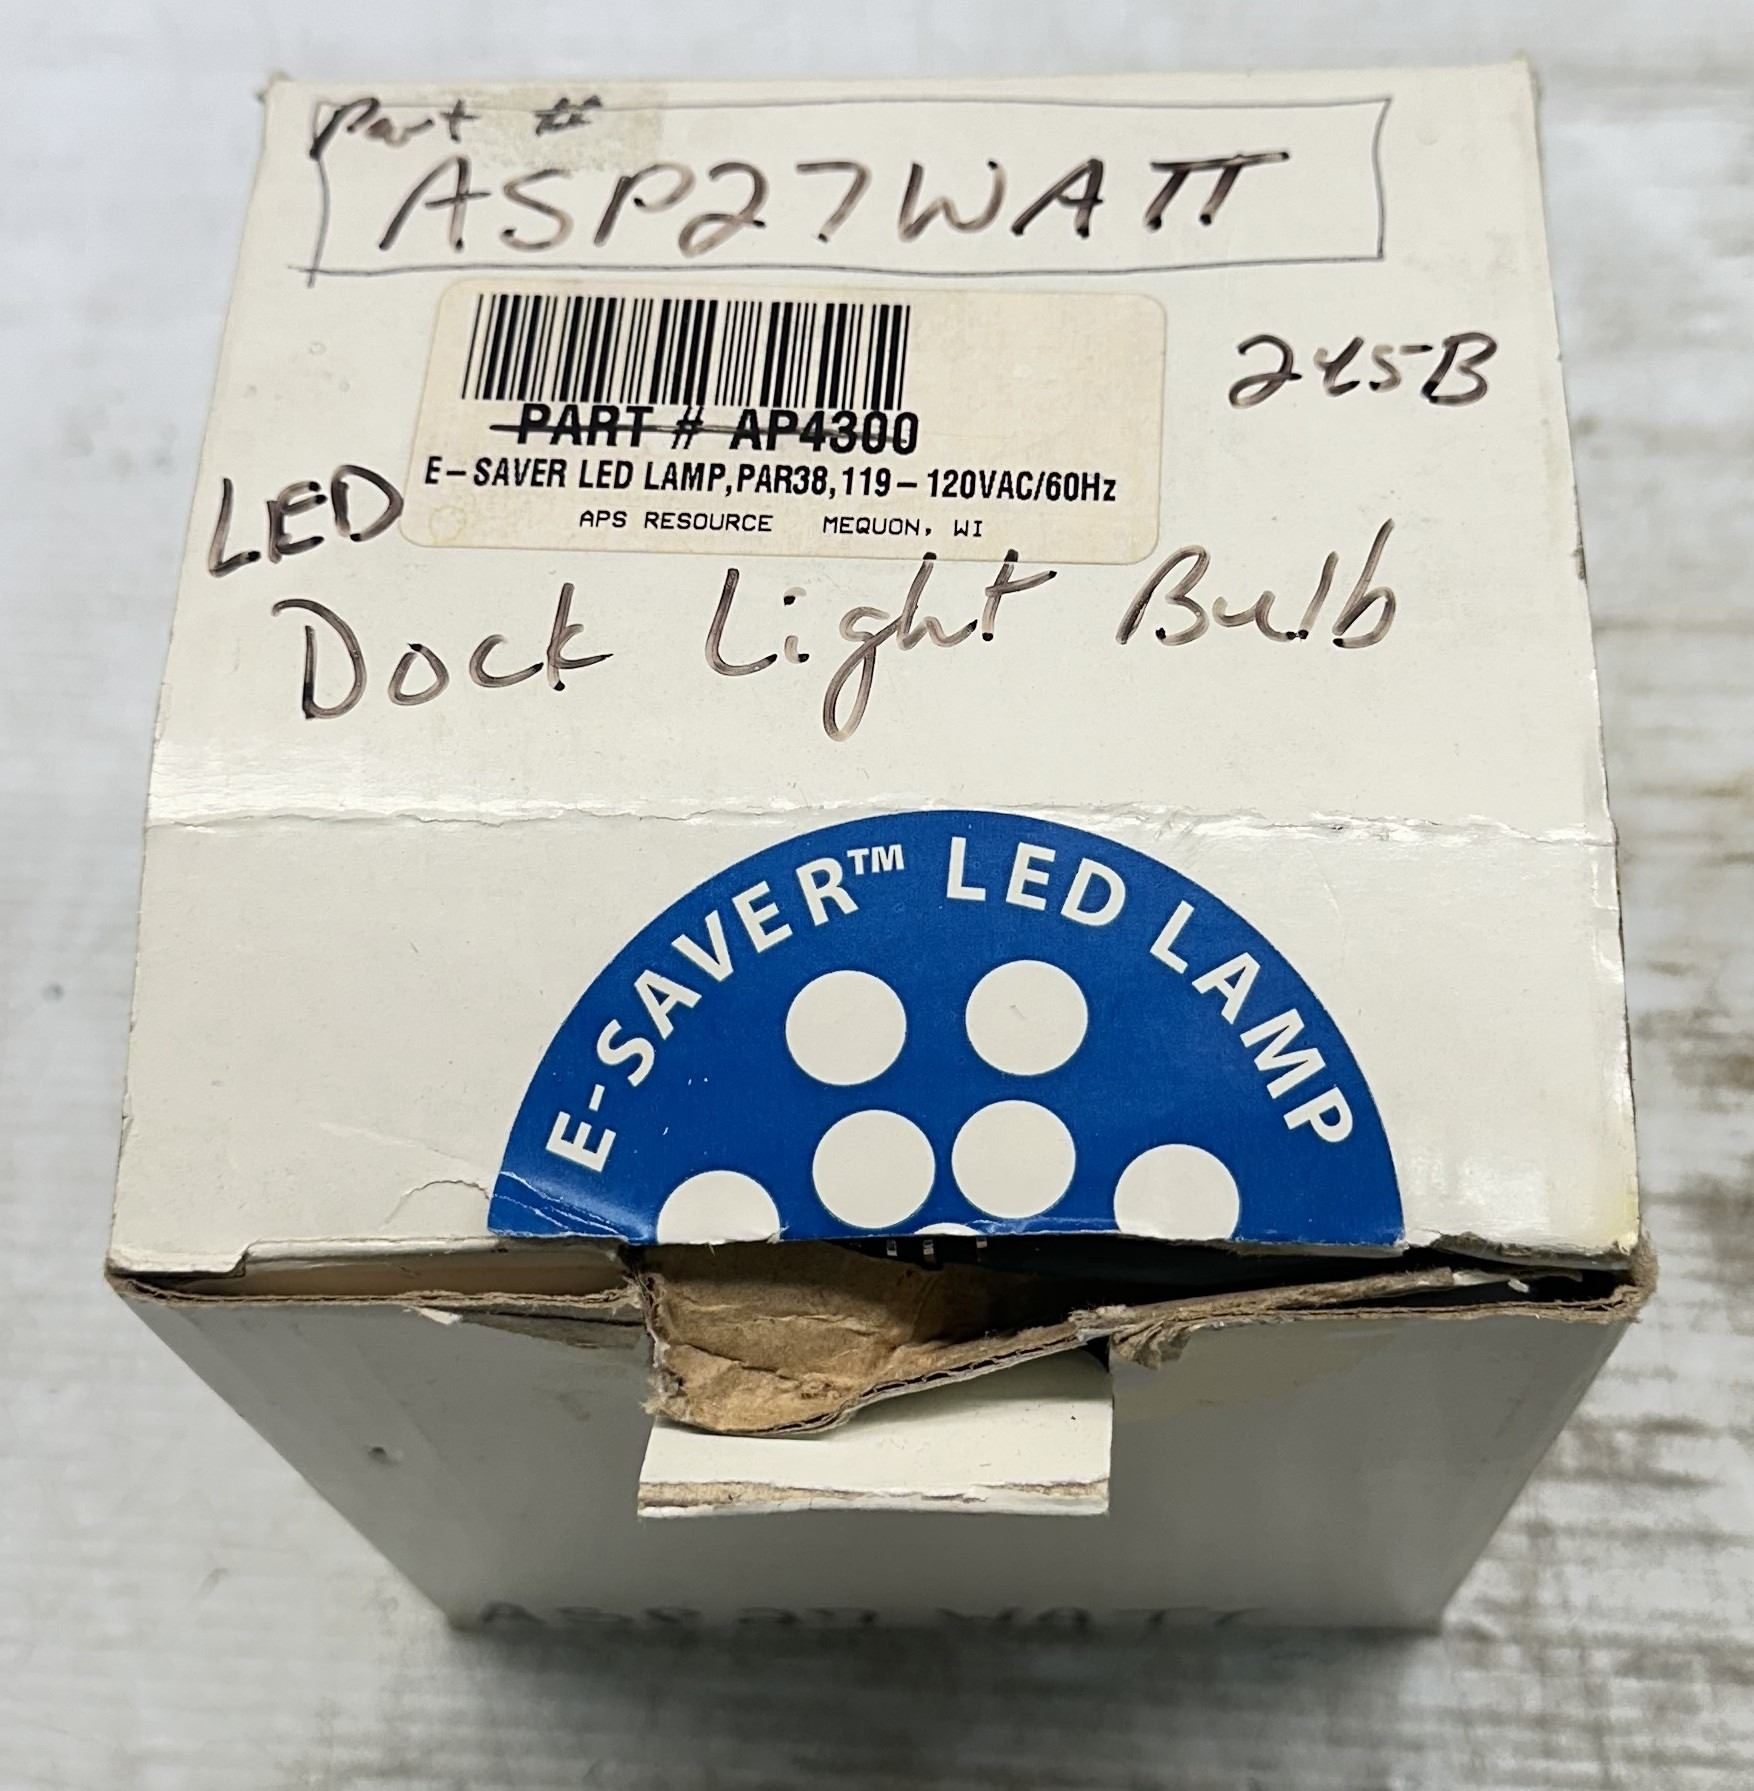 Part #
ASP27WATT
PART # AP4300
245B
E-SAVER LED LAMP,PAR38,119-120VAC/60Hz
APS RESOURCE MEQUON, WI
LED
Dock Light Bulb
E-SAVER™ LED LAMP